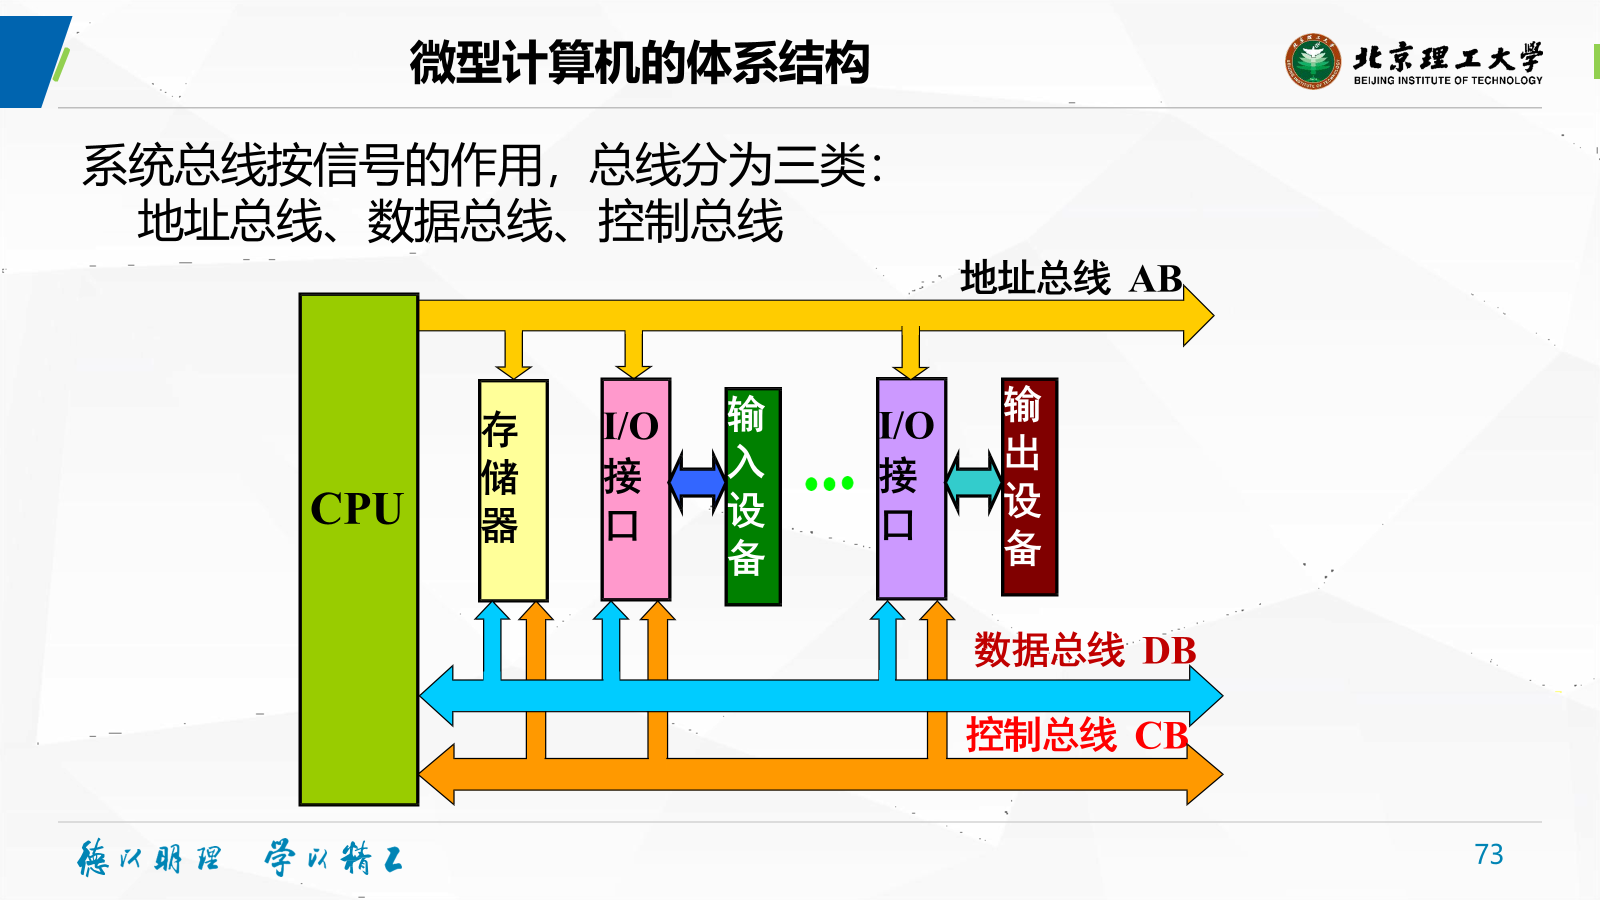 微型计算机的体系结构
北京理工大学
BEIJING INSTITUTE OF TECHNOLOGY
系统总线按信号的作用，总线分为三类：
地址总线、数据总线、控制总线
地址总线 AB
CPU
存
储
器
I/O
接
口
输
入
设
备
I/O
接
口
输
出
设
备
数据总线 DB
控制总线 CB
德以明理 学以精工
73